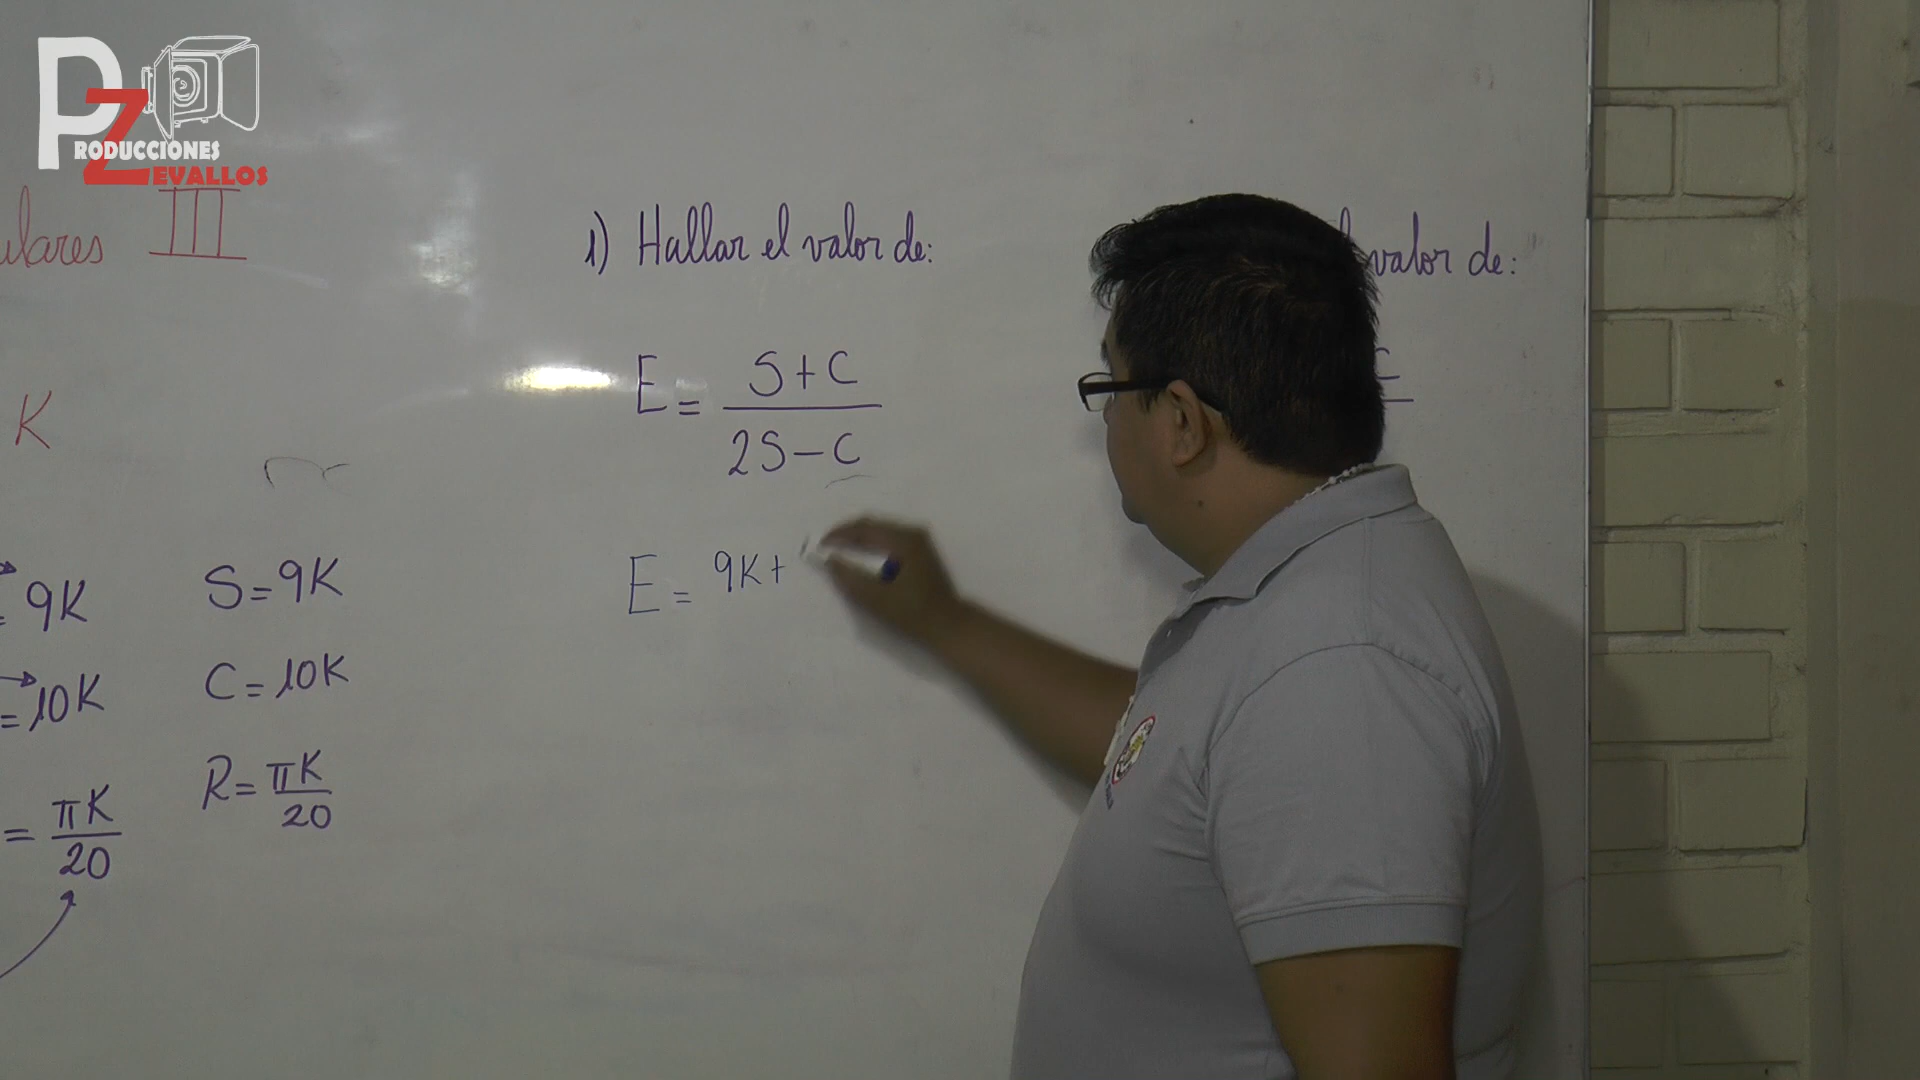 PRODUCCIONES
ZEVALLOS
ulares III
K
= 9K
= 10K
= πK/20
S = 9K
C = 10K
R = πK/20
1) Hallar el valor de:
E = S+C / 2S-C
E = 9K+
valor de: